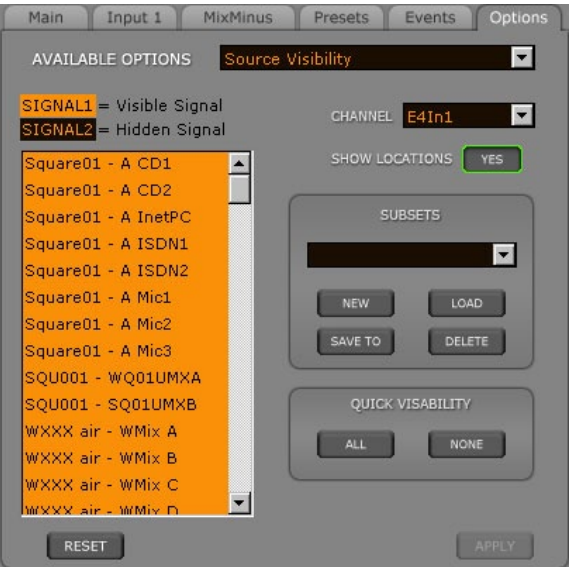 Main Input 1 MixMinus Presets Events Options
AVAILABLE OPTIONS Source Visibility
SIGNAL1 = Visible Signal
SIGNAL2 = Hidden Signal
CHANNEL E4In1
SHOW LOCATIONS YES
Square01 - A CD1
Square01 - A CD2
Square01 - A InetPC
Square01 - A ISDN1
Square01 - A ISDN2
Square01 - A Mic1
Square01 - A Mic2
Square01 - A Mic3
SQU001 - WQ01UMXA
SQU001 - SQ01UMXB
WXXX air - WMix A
WXXX air - WMix B
WXXX air - WMix C
WXXX air - WMix D
SUBSETS
NEW LOAD
SAVE TO DELETE
QUICK VISABILITY
ALL NONE
RESET APPLY